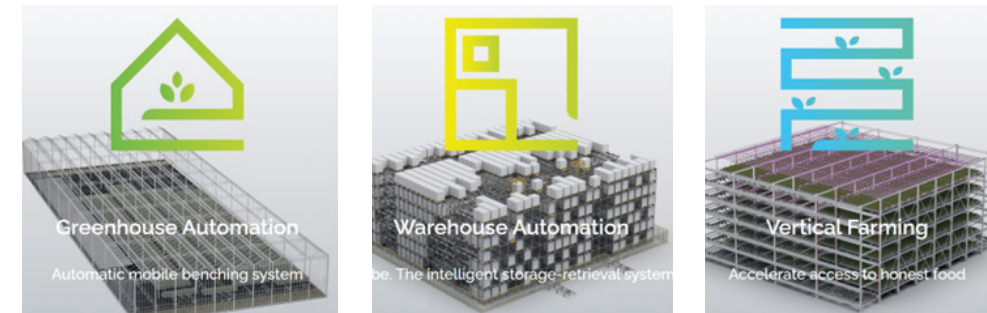 Greenhouse Automation
Automatic mobile benching system
Warehouse Automation
be. The intelligent storage-retrieval system
Vertical Farming
Accelerate access to honest food